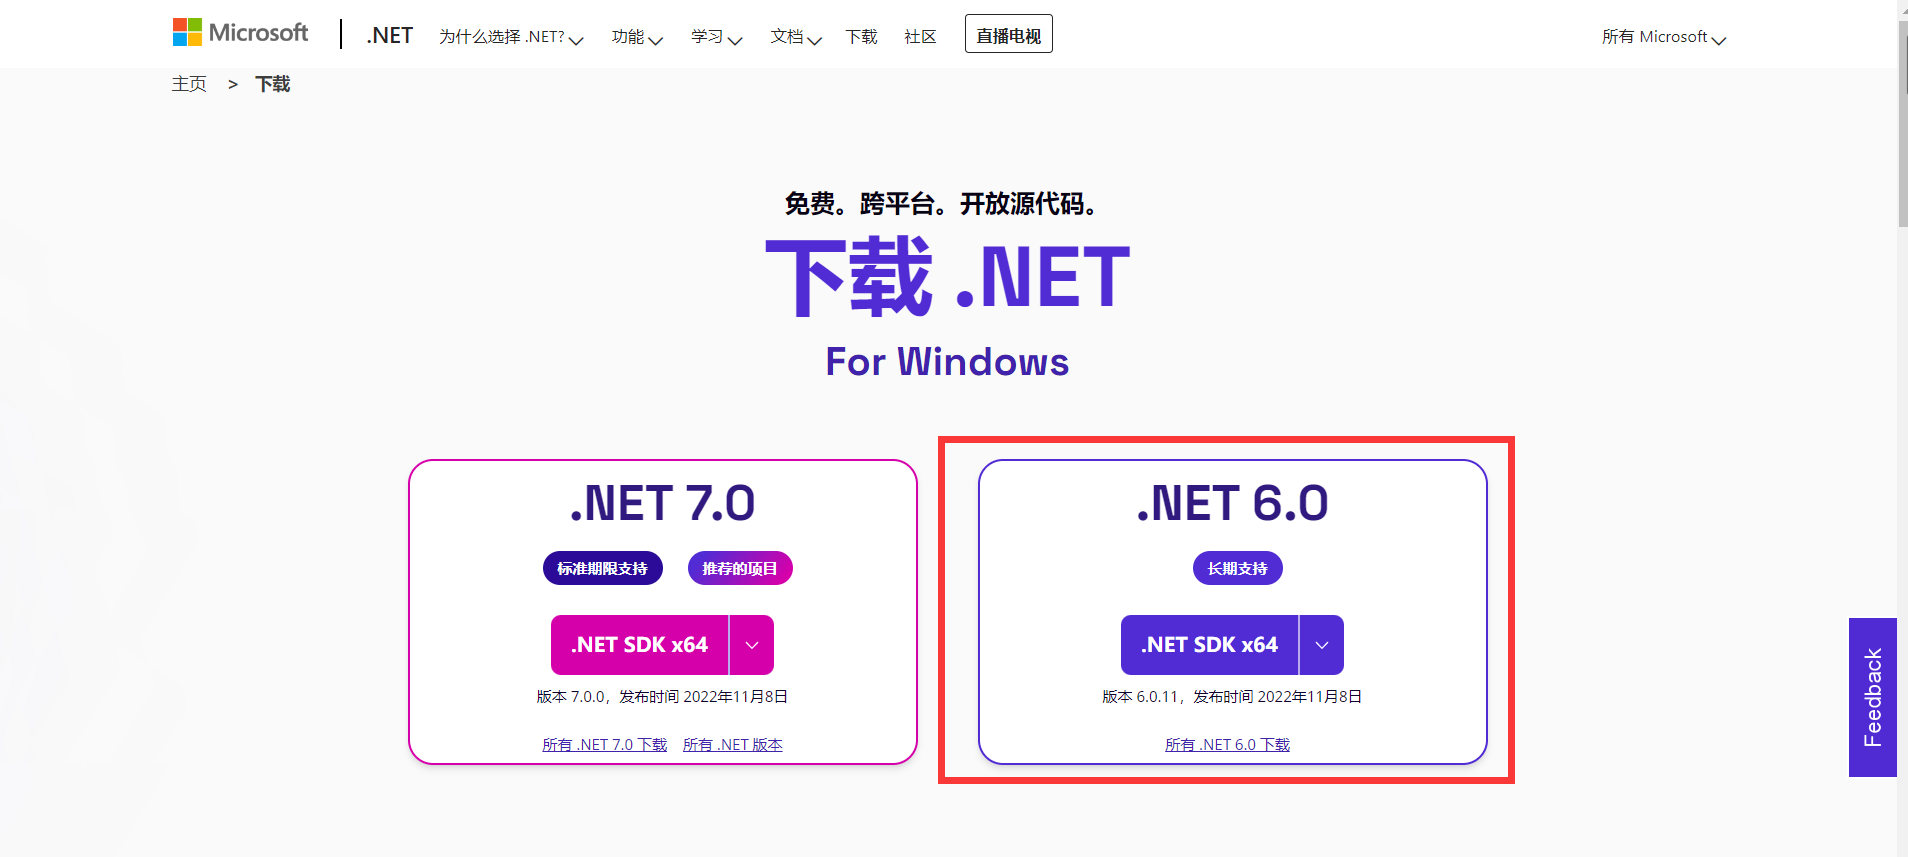 Microsoft .NET 为什么选择 .NET? 功能 学习 文档 下载 社区 直播电视 所有 Microsoft
主页 > 下载
免费。跨平台。开放源代码。
下载 .NET
For Windows
.NET 7.0
标准期限支持 推荐的项目
.NET SDK x64
版本 7.0.0，发布时间 2022年11月8日
所有 .NET 7.0 下载 所有 .NET 版本
.NET 6.0
长期支持
.NET SDK x64
版本 6.0.11，发布时间 2022年11月8日
所有 .NET 6.0 下载
Feedback